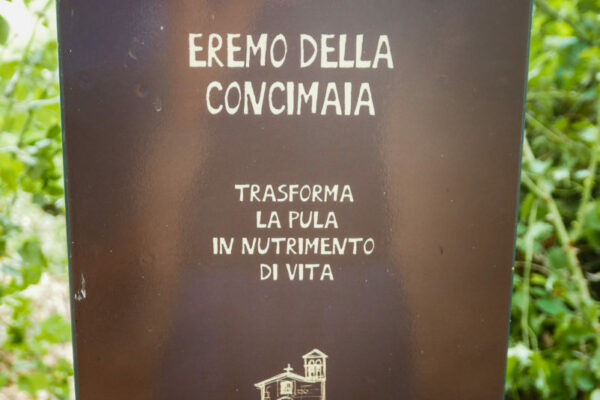 EREMO DELLA
CONCIMAIA
TRASFORMA
LA PULA
IN NUTRIMENTO
DI VITA